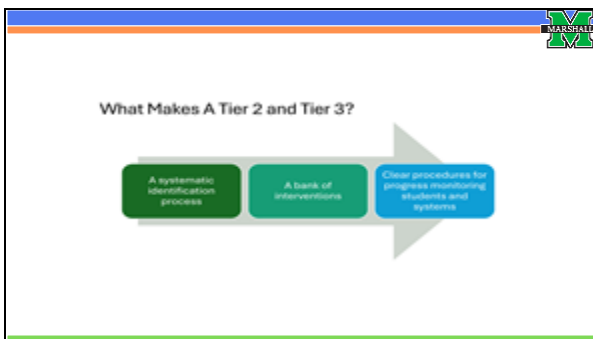 MARSHALL
What Makes A Tier 2 and Tier 3?
A systematic
identification
process
A bank of
interventions
Clear procedures for
progress monitoring
students and
systems